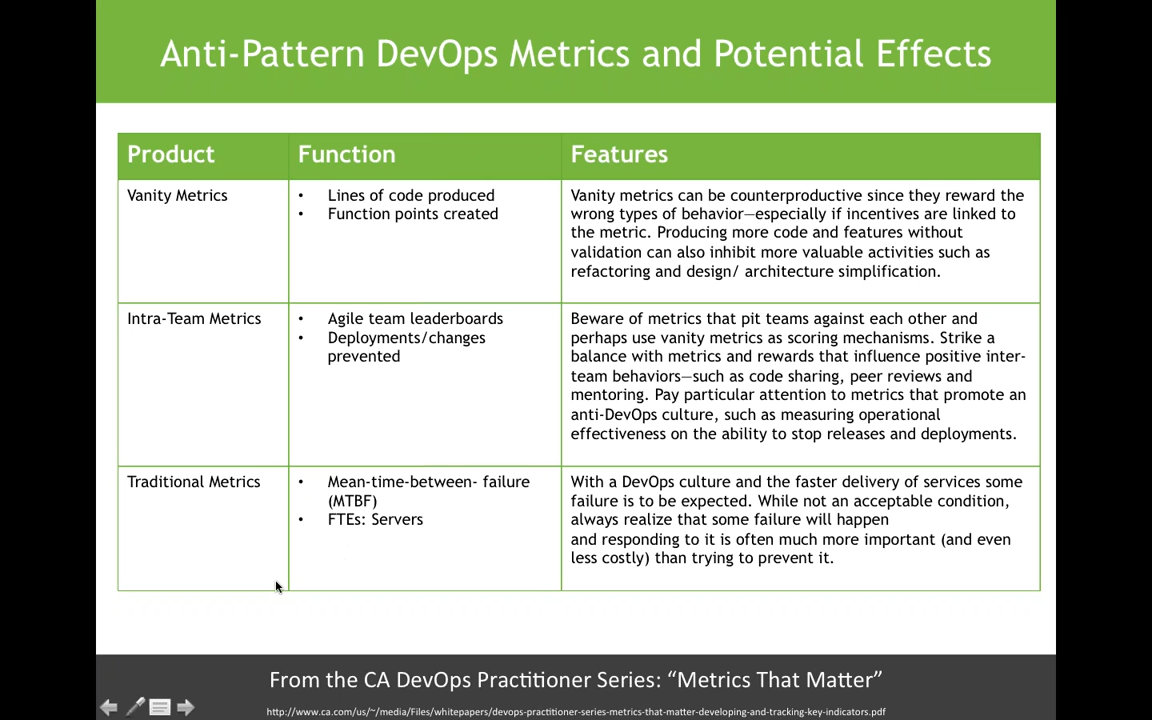 Anti-Pattern DevOps Metrics and Potential Effects
Product
Function
Features
Vanity Metrics
• Lines of code produced
• Function points created
Vanity metrics can be counterproductive since they reward the
wrong types of behavior—especially if incentives are linked to
the metric. Producing more code and features without
validation can also inhibit more valuable activities such as
refactoring and design/ architecture simplification.
Intra-Team Metrics
• Agile team leaderboards
• Deployments/changes
prevented
Beware of metrics that pit teams against each other and
perhaps use vanity metrics as scoring mechanisms. Strike a
balance with metrics and rewards that influence positive inter-
team behaviors—such as code sharing, peer reviews and
mentoring. Pay particular attention to metrics that promote an
anti-DevOps culture, such as measuring operational
effectiveness on the ability to stop releases and deployments.
Traditional Metrics
• Mean-time-between- failure
(MTBF)
• FTEs: Servers
With a DevOps culture and the faster delivery of services some
failure is to be expected. While not an acceptable condition,
always realize that some failure will happen
and responding to it is often much more important (and even
less costly) than trying to prevent it.
From the CA DevOps Practitioner Series: “Metrics That Matter”
http://www.ca.com/us/~/media/Files/whitepapers/devops-practitioner-series-metrics-that-matter-developing-and-tracking-key-indicators.pdf